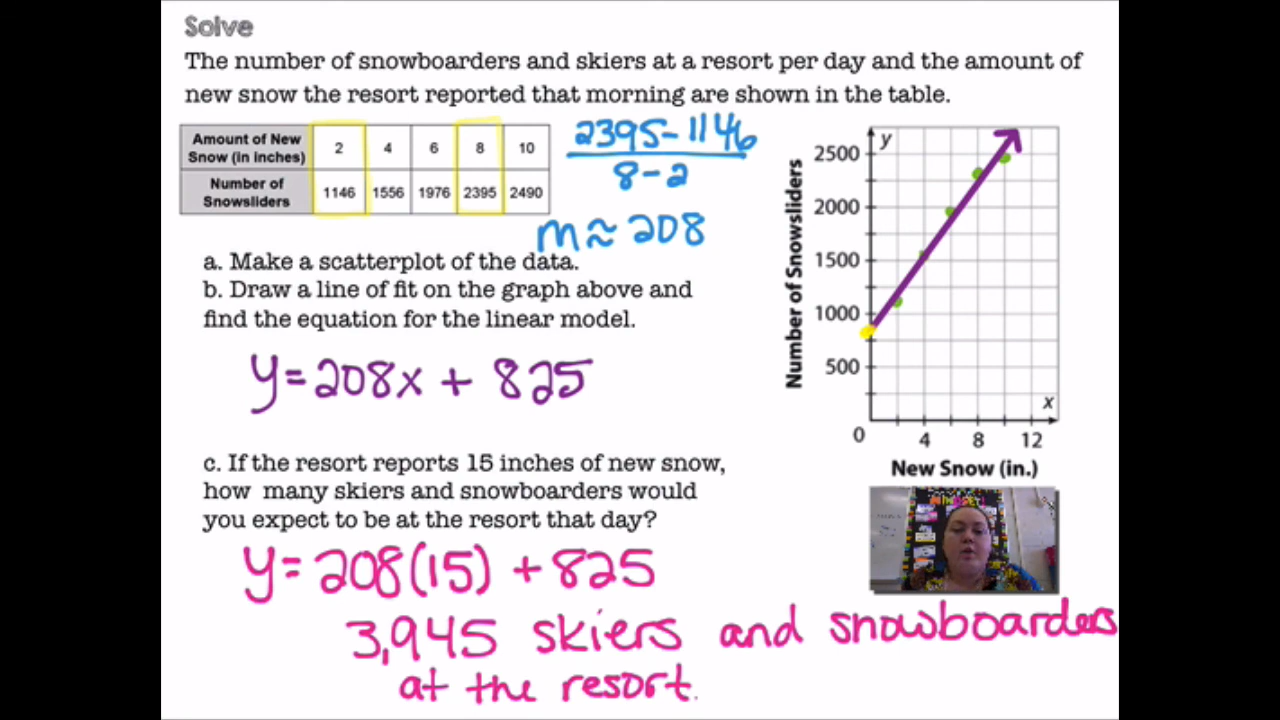 Solve
The number of snowboarders and skiers at a resort per day and the amount of
new snow the resort reported that morning are shown in the table.
Amount of New Snow (in inches) 2 4 6 8 10
Number of Snowsliders 1146 1556 1976 2395 2490
2395-1146
8-2
m≈208
a. Make a scatterplot of the data.
b. Draw a line of fit on the graph above and
find the equation for the linear model.
y=208x+825
c. If the resort reports 15 inches of new snow,
how many skiers and snowboarders would
you expect to be at the resort that day?
y=208(15)+825
3,945 skiers and snowboarders
at the resort.
Number of Snowsliders
y
2500
2000
1500
1000
500
x
0 4 8 12
New Snow (in.)